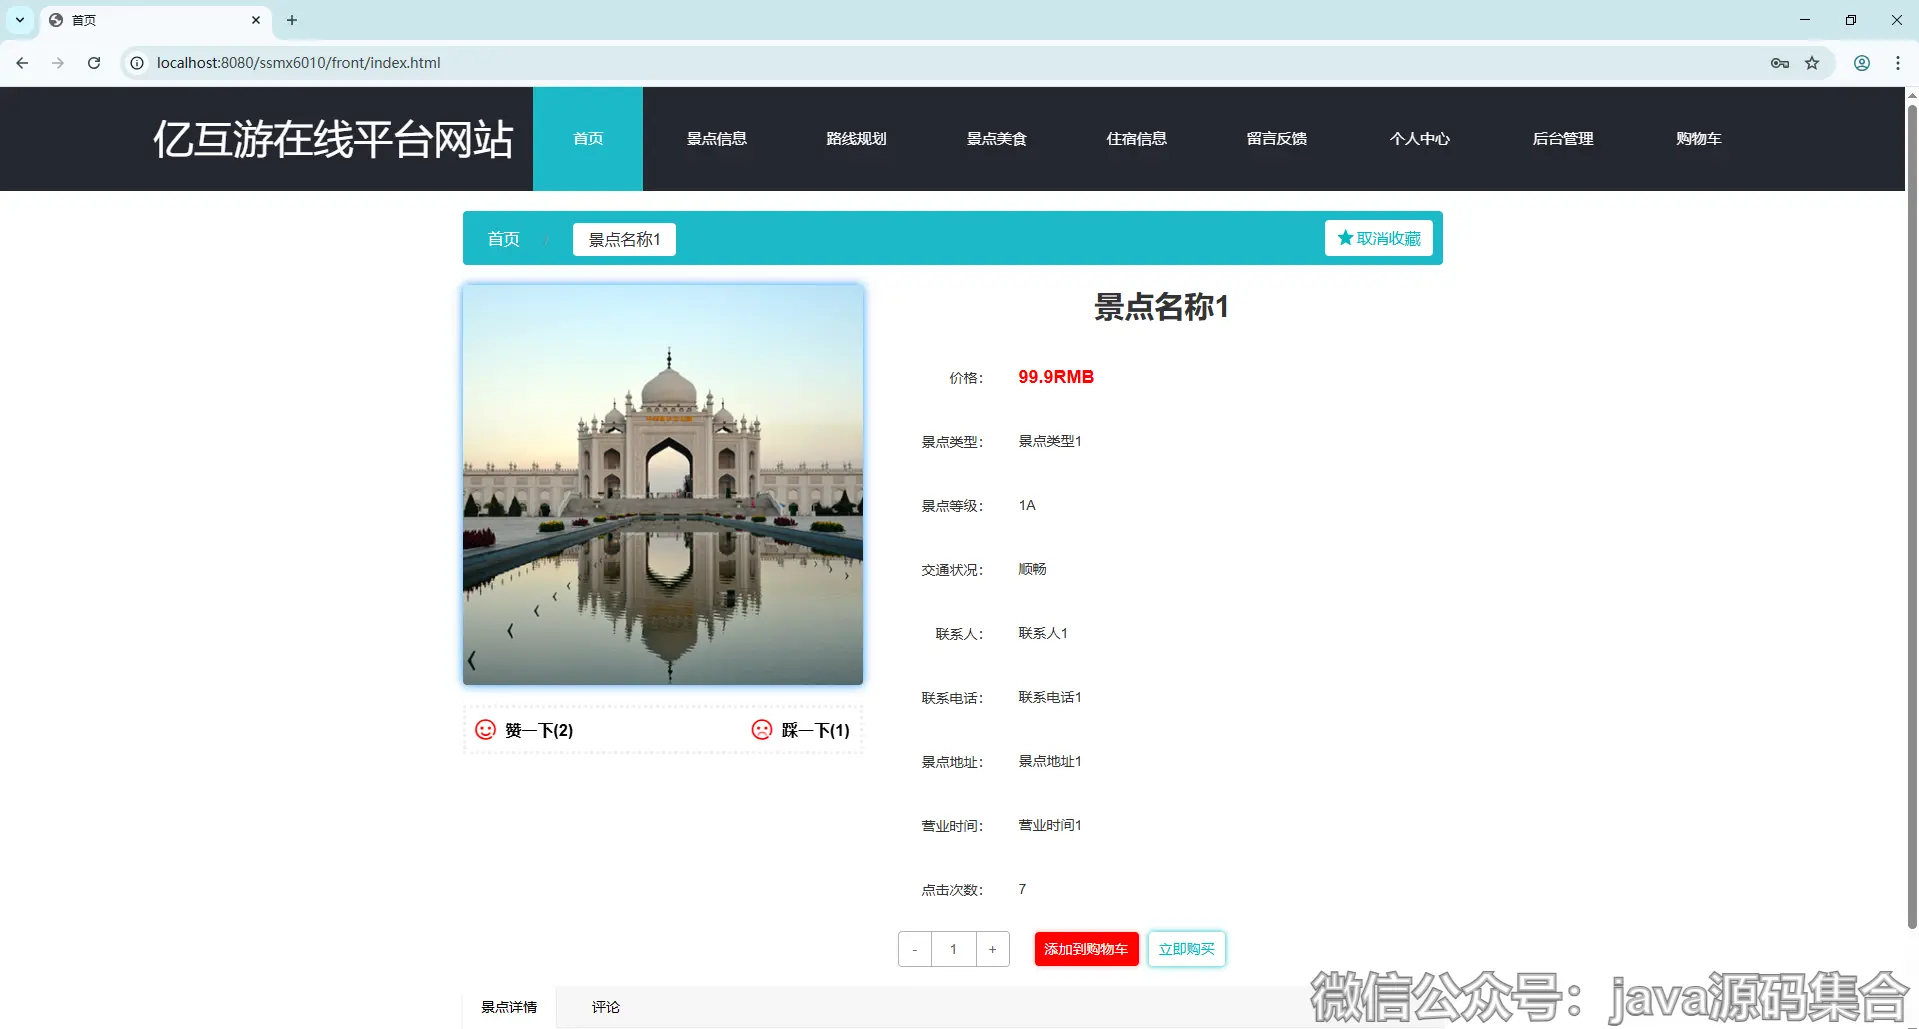 首页
localhost:8080/ssmx6010/front/index.html
亿互游在线平台网站 首页 景点信息 路线规划 景点美食 住宿信息 留言反馈 个人中心 后台管理 购物车
首页 / 景点名称1 取消收藏
景点名称1
价格: 99.9RMB
景点类型: 景点类型1
景点等级: 1A
交通状况: 顺畅
联系人: 联系人1
联系电话: 联系电话1
赞一下(2) 踩一下(1)
景点地址: 景点地址1
营业时间: 营业时间1
点击次数: 7
- 1 + 添加到购物车 立即购买
景点详情 评论
微信公众号：java源码集合